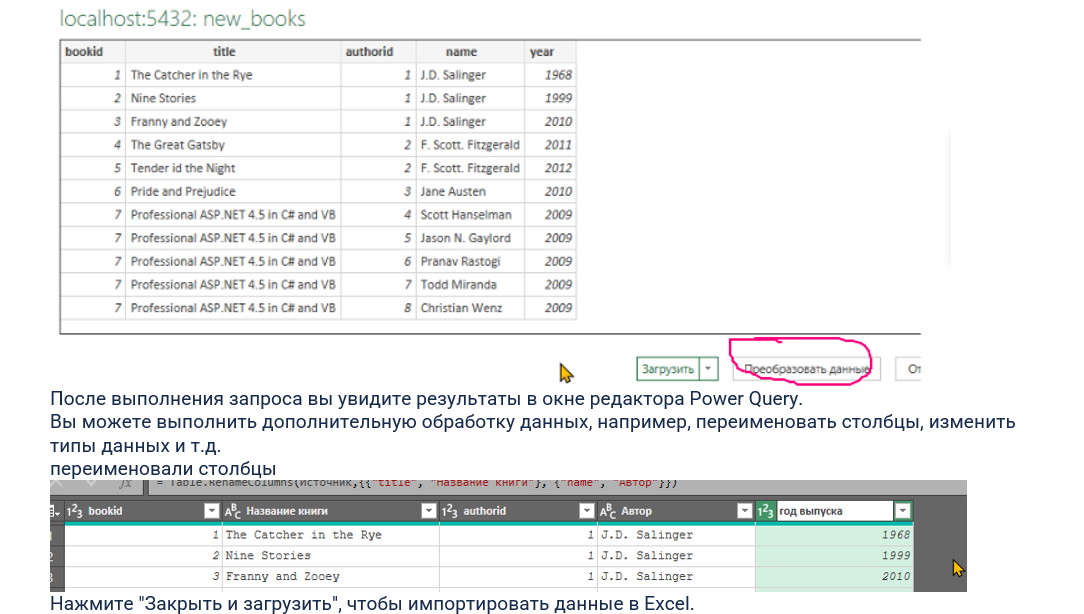 localhost:5432: new_books
bookid title authorid name year
1 The Catcher in the Rye 1 J.D. Salinger 1968
2 Nine Stories 1 J.D. Salinger 1999
3 Franny and Zooey 1 J.D. Salinger 2010
4 The Great Gatsby 2 F. Scott. Fitzgerald 2011
5 Tender id the Night 2 F. Scott. Fitzgerald 2012
6 Pride and Prejudice 3 Jane Austen 2010
7 Professional ASP.NET 4.5 in C# and VB 4 Scott Hanselman 2009
7 Professional ASP.NET 4.5 in C# and VB 5 Jason N. Gaylord 2009
7 Professional ASP.NET 4.5 in C# and VB 6 Pranav Rastogi 2009
7 Professional ASP.NET 4.5 in C# and VB 7 Todd Miranda 2009
7 Professional ASP.NET 4.5 in C# and VB 8 Christian Wenz 2009
Загрузить Преобразовать данные От
После выполнения запроса вы увидите результаты в окне редактора Power Query.
Вы можете выполнить дополнительную обработку данных, например, переименовать столбцы, изменить
типы данных и т.д.
переименовали столбцы
fx = Table.RenameColumns(Источник,{{"title", "Название книги"}, {"name", "Автор"}})
1²3 bookid ABC Название книги 1²3 authorid ABC Автор 1²3 год выпуска
1 1 The Catcher in the Rye 1 J.D. Salinger 1968
2 2 Nine Stories 1 J.D. Salinger 1999
3 3 Franny and Zooey 1 J.D. Salinger 2010
Нажмите "Закрыть и загрузить", чтобы импортировать данные в Excel.